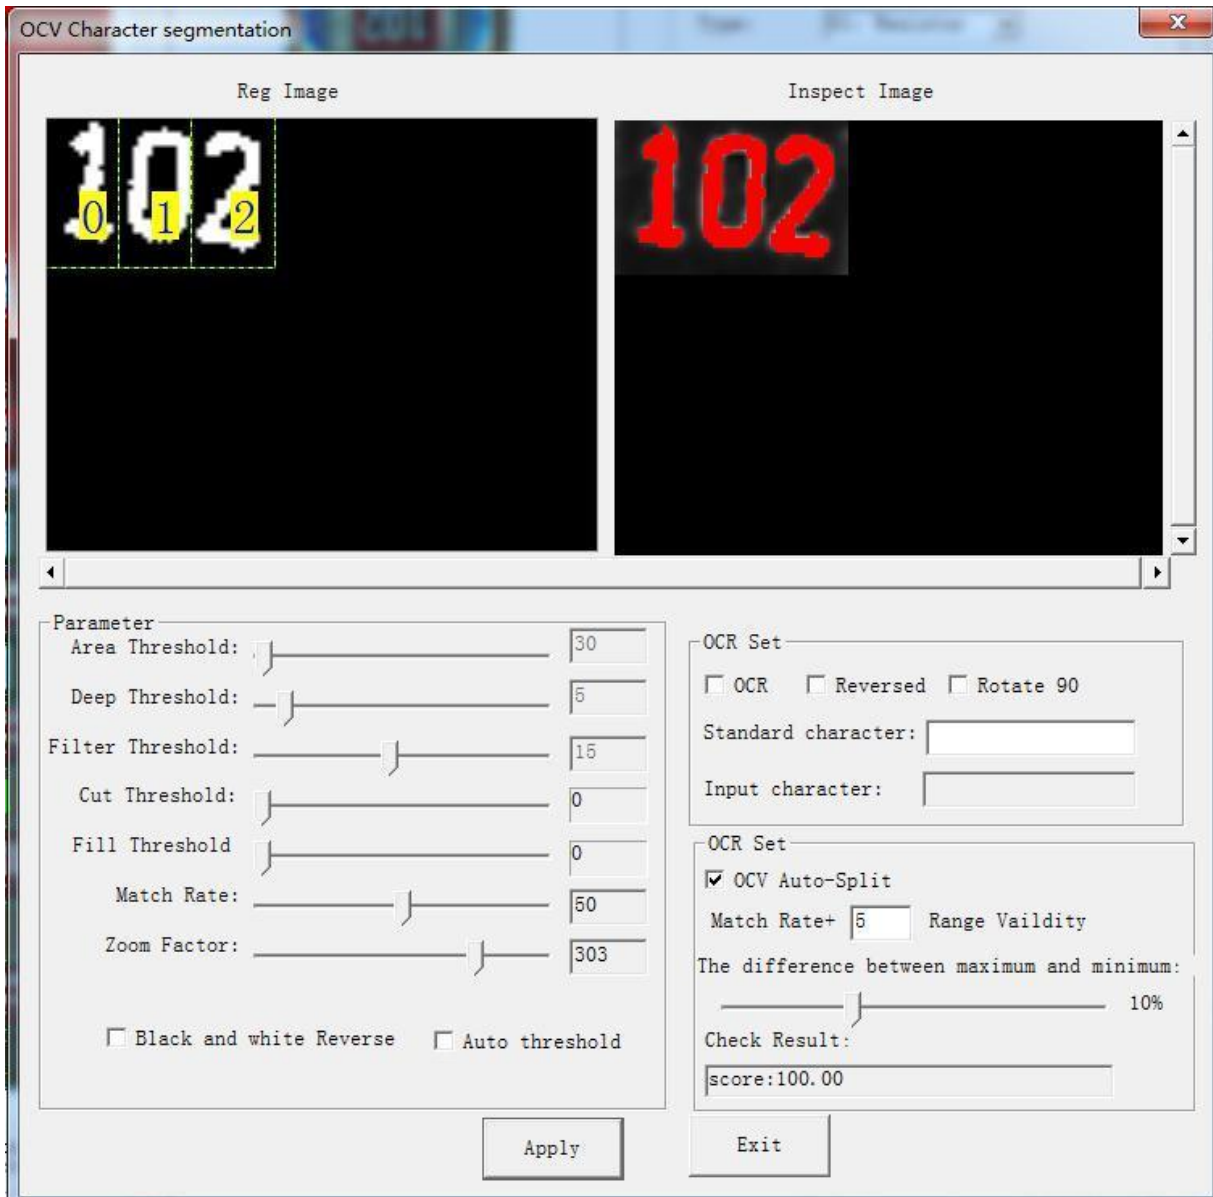 OCV Character segmentation
Type:
Reg Image
Inspect Image
102
0 1 2
102
Parameter
Area Threshold: 30
Deep Threshold: 5
Filter Threshold: 15
Cut Threshold: 0
Fill Threshold 0
Match Rate: 50
Zoom Factor: 303
Black and white Reverse
Auto threshold
OCR Set
OCR Reversed Rotate 90
Standard character:
Input character:
OCR Set
OCV Auto-Split
Match Rate+ 5 Range Vaildity
The difference between maximum and minimum:
10%
Check Result:
score:100.00
Apply
Exit